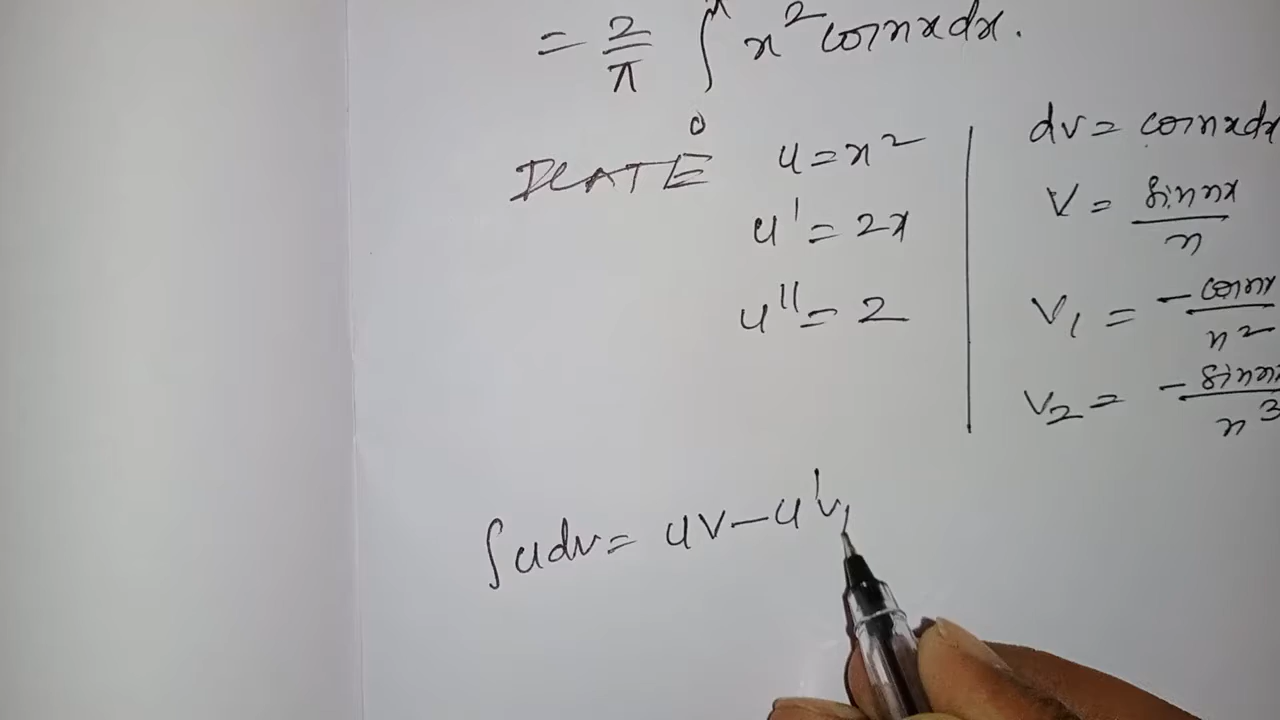 = 2/π ∫₀^π x² cos nx dx.
ILATE u = x² dv = cos nx dx
u' = 2x v = sin nx / n
u'' = 2 v₁ = - cos nx / n²
v₂ = - sin nx / n³
∫ u dv = uv - u'v₁